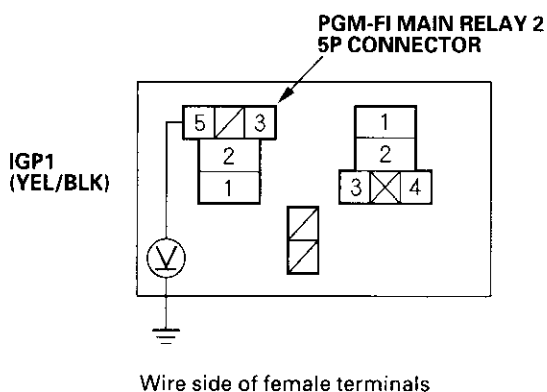 PGM-FI MAIN RELAY 2
5P CONNECTOR
IGP1
(YEL/BLK)
5 3
2
1
1
2
3 4
V
Wire side of female terminals